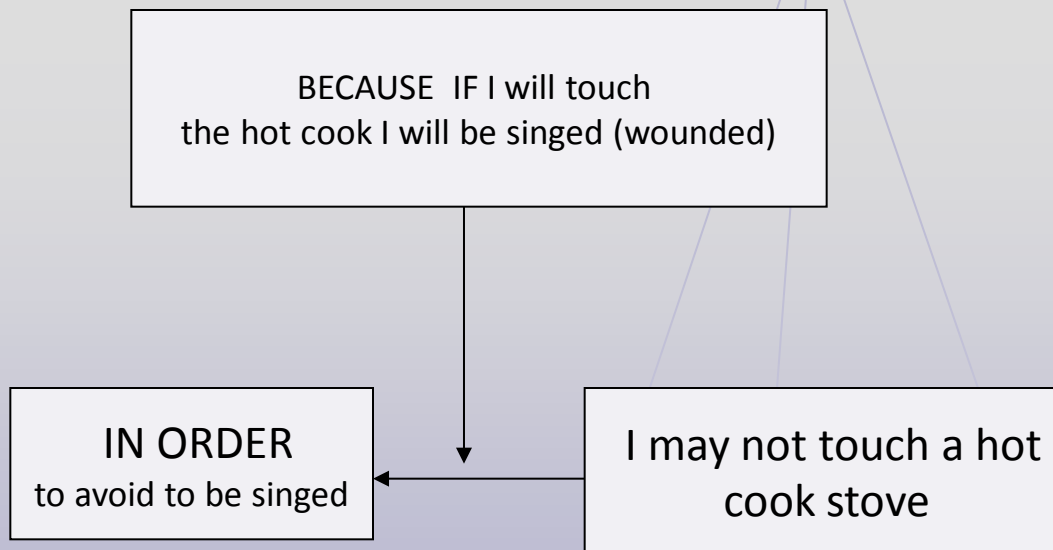 BECAUSE IF I will touch
the hot cook I will be singed (wounded)
IN ORDER
to avoid to be singed
I may not touch a hot
cook stove